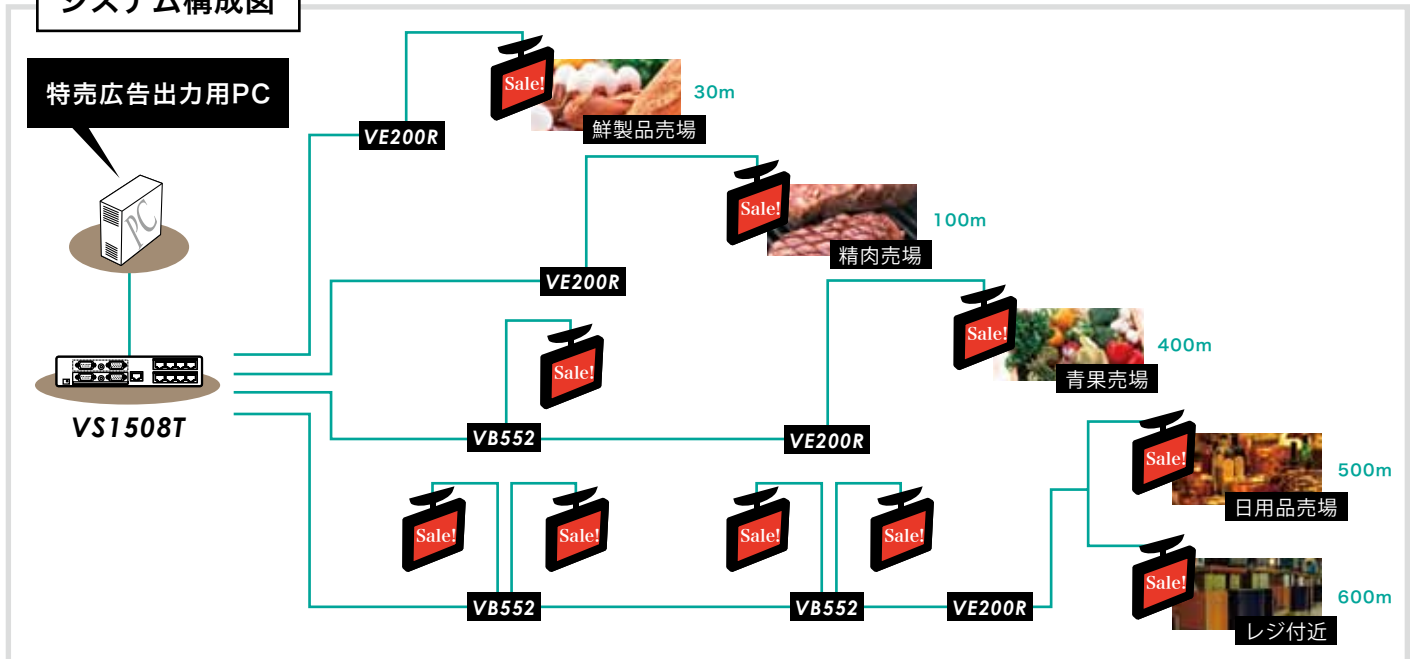 システム構成図
特売広告出力用PC
PC
VS1508T
VE200R
Sale!
30m
鮮製品売場
VE200R
Sale!
100m
精肉売場
Sale!
VB552
VE200R
Sale!
400m
青果売場
Sale!
Sale!
VB552
Sale!
Sale!
VB552
VE200R
Sale!
500m
日用品売場
Sale!
600m
レジ付近